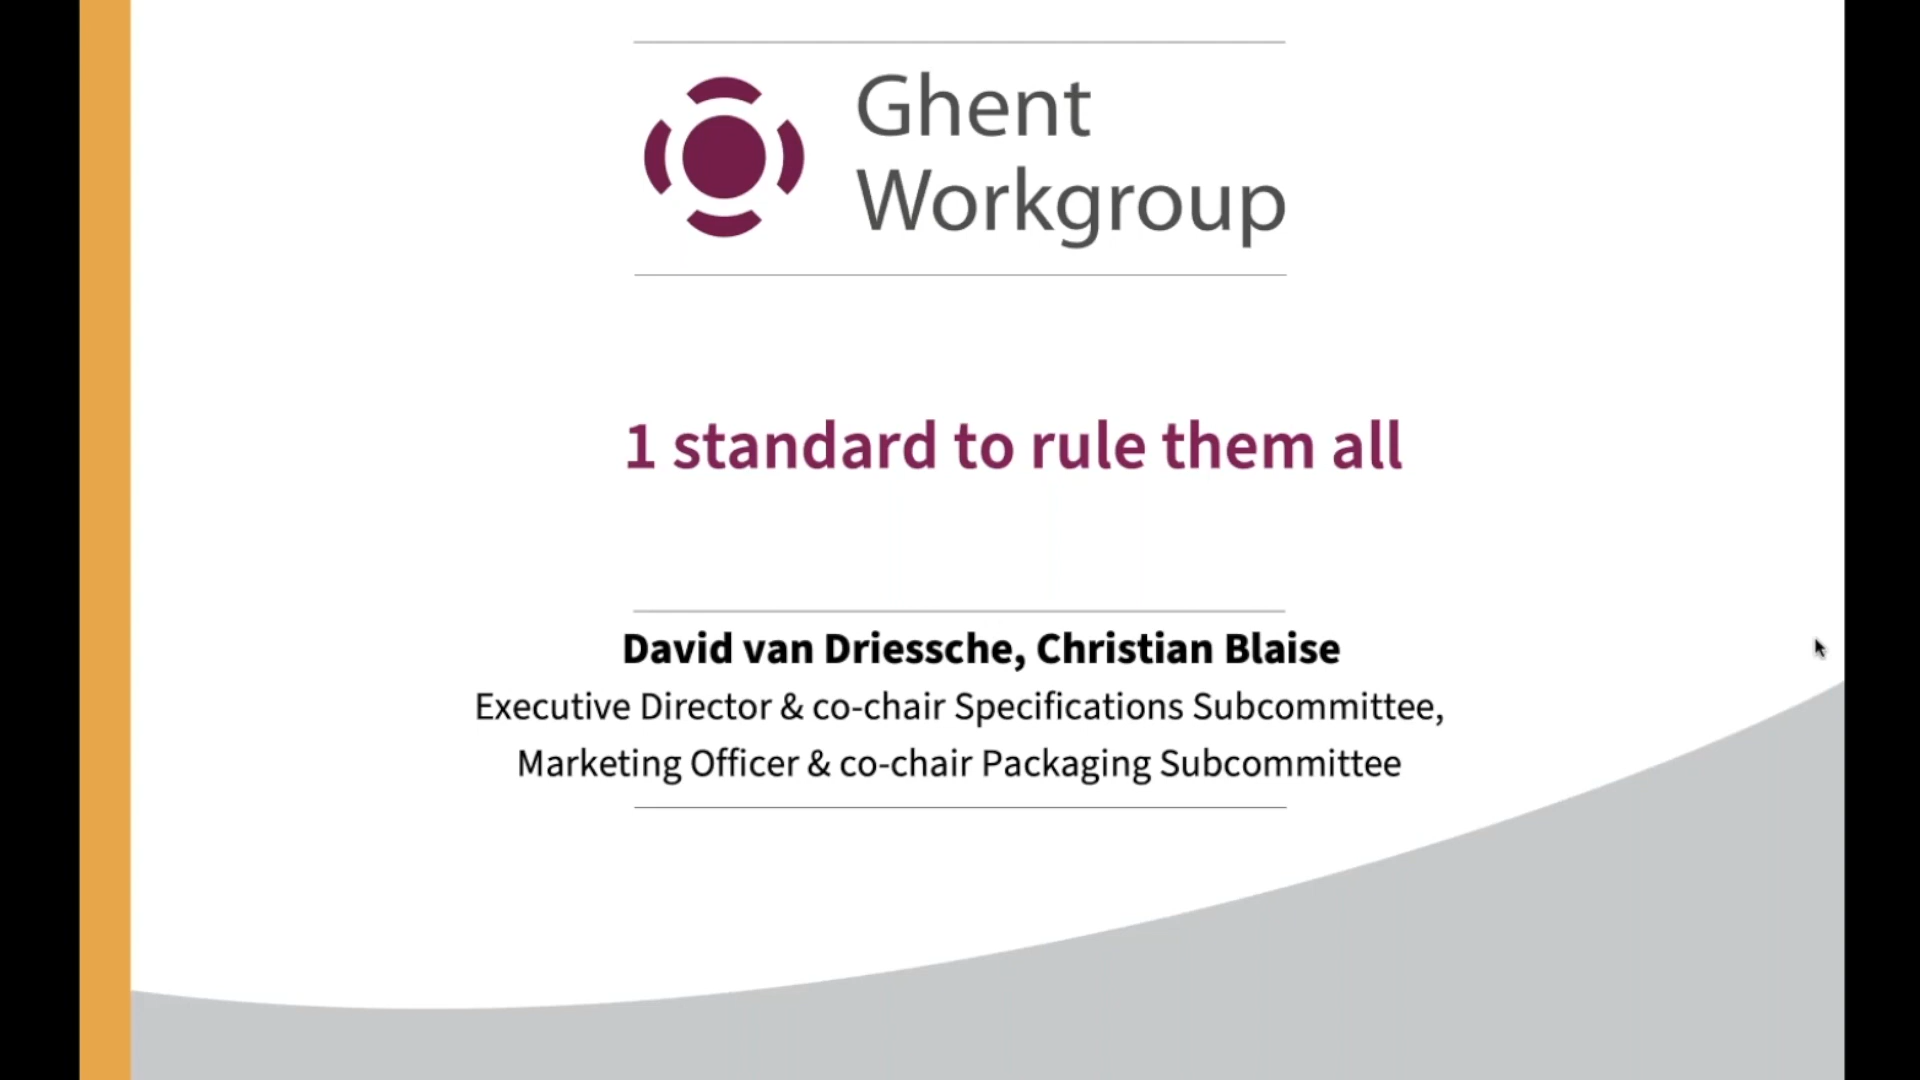 Ghent
Workgroup
1 standard to rule them all
David van Driessche, Christian Blaise
Executive Director & co-chair Specifications Subcommittee,
Marketing Officer & co-chair Packaging Subcommittee